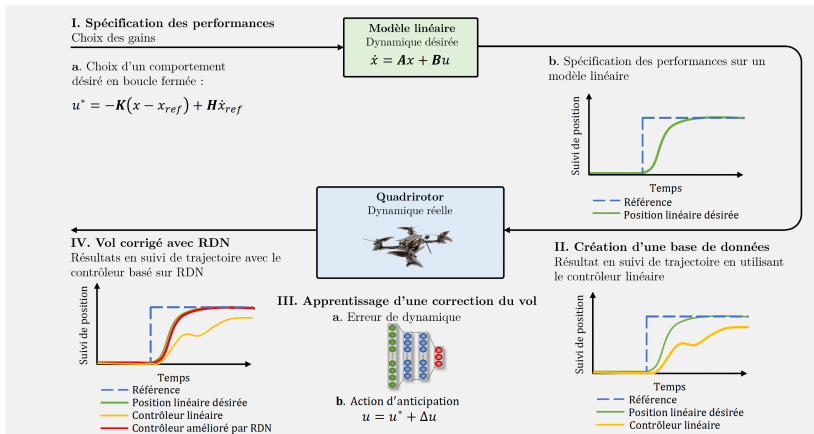 I. Spécification des performances
Choix des gains
a. Choix d'un comportement
désiré en boucle fermée :
u* = −K(x − x_ref) + Hẋ_ref
Modèle linéaire
Dynamique désirée
ẋ = Ax + Bu
b. Spécification des performances sur un
modèle linéaire
Suivi de position
Temps
Référence
Position linéaire désirée
Quadrirotor
Dynamique réelle
II. Création d'une base de données
Résultat en suivi de trajectoire en utilisant
le contrôleur linéaire
Suivi de position
Temps
Référence
Position linéaire désirée
Contrôleur linéaire
III. Apprentissage d'une correction du vol
a. Erreur de dynamique
b. Action d'anticipation
u = u* + Δu
IV. Vol corrigé avec RDN
Résultats en suivi de trajectoire avec le
contrôleur basé sur RDN
Suivi de position
Temps
Référence
Position linéaire désirée
Contrôleur linéaire
Contrôleur amélioré par RDN